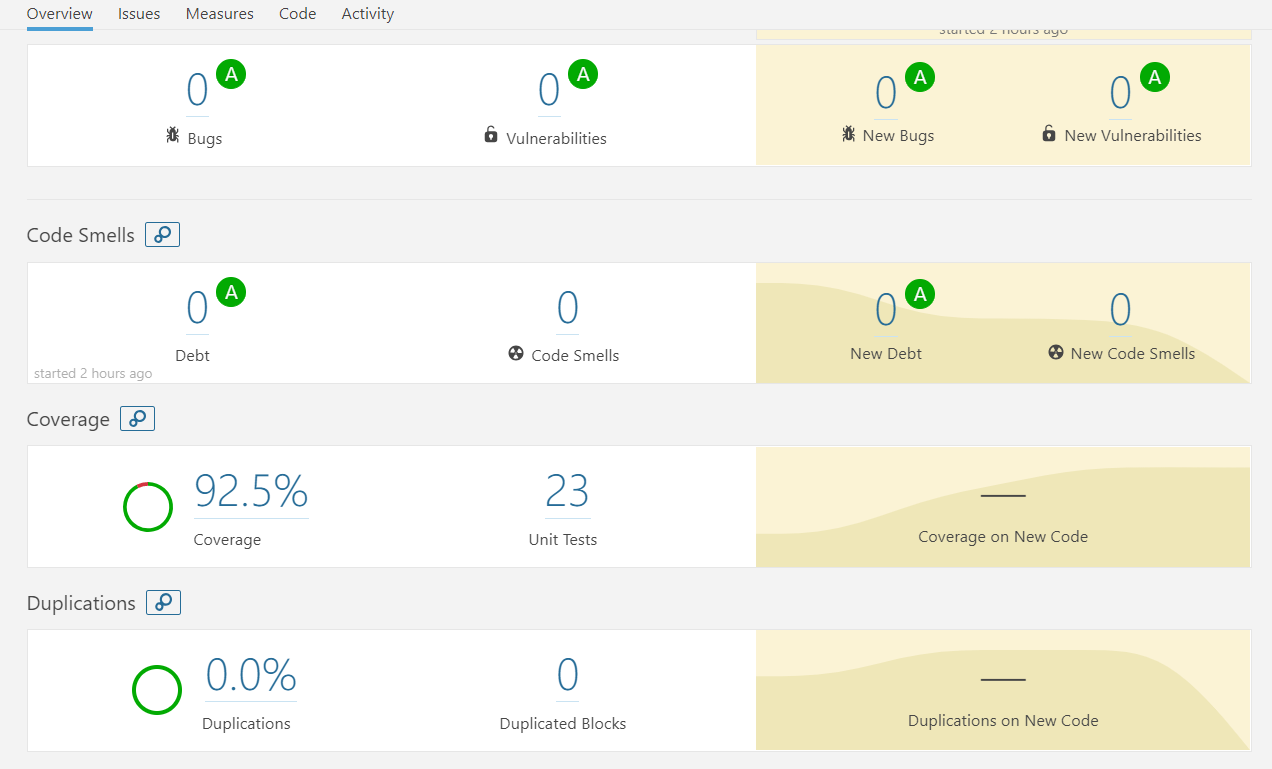 Overview Issues Measures Code Activity
started 2 hours ago
0 A 0 A 0 A 0 A
Bugs Vulnerabilities New Bugs New Vulnerabilities
Code Smells
0 A 0 0 A 0
Debt Code Smells New Debt New Code Smells
started 2 hours ago
Coverage
92.5% 23 —
Coverage Unit Tests Coverage on New Code
Duplications
0.0% 0 —
Duplications Duplicated Blocks Duplications on New Code